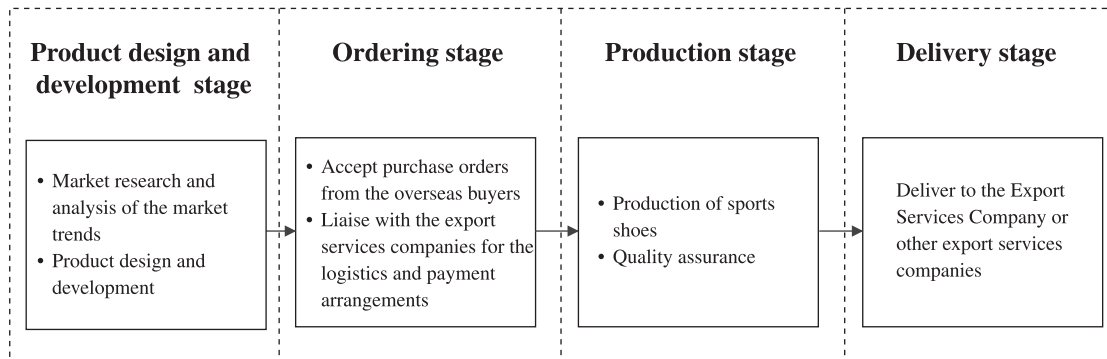 Product design and
development stage
Ordering stage
Production stage
Delivery stage
• Market research and
analysis of the market
trends
• Product design and
development
• Accept purchase orders
from the overseas buyers
• Liaise with the export
services companies for the
logistics and payment
arrangements
• Production of sports
shoes
• Quality assurance
Deliver to the Export
Services Company or
other export services
companies